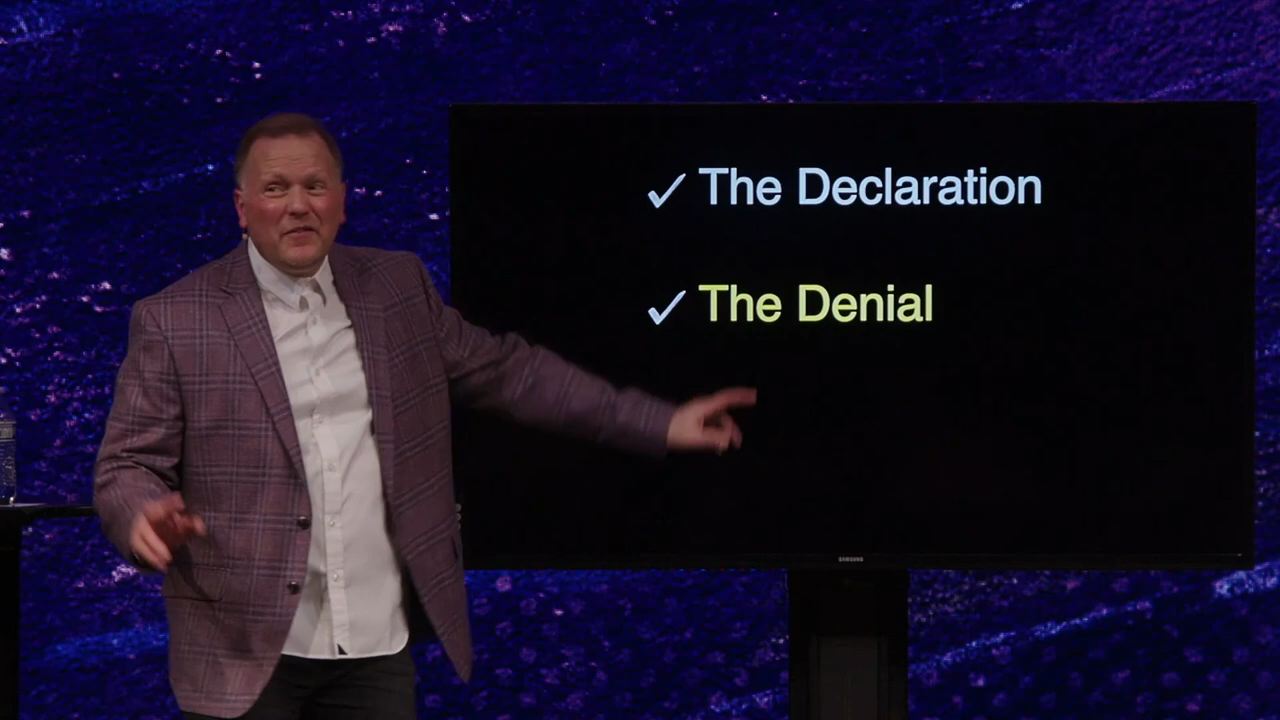 ✓ The Declaration
✓ The Denial
SAMSUNG